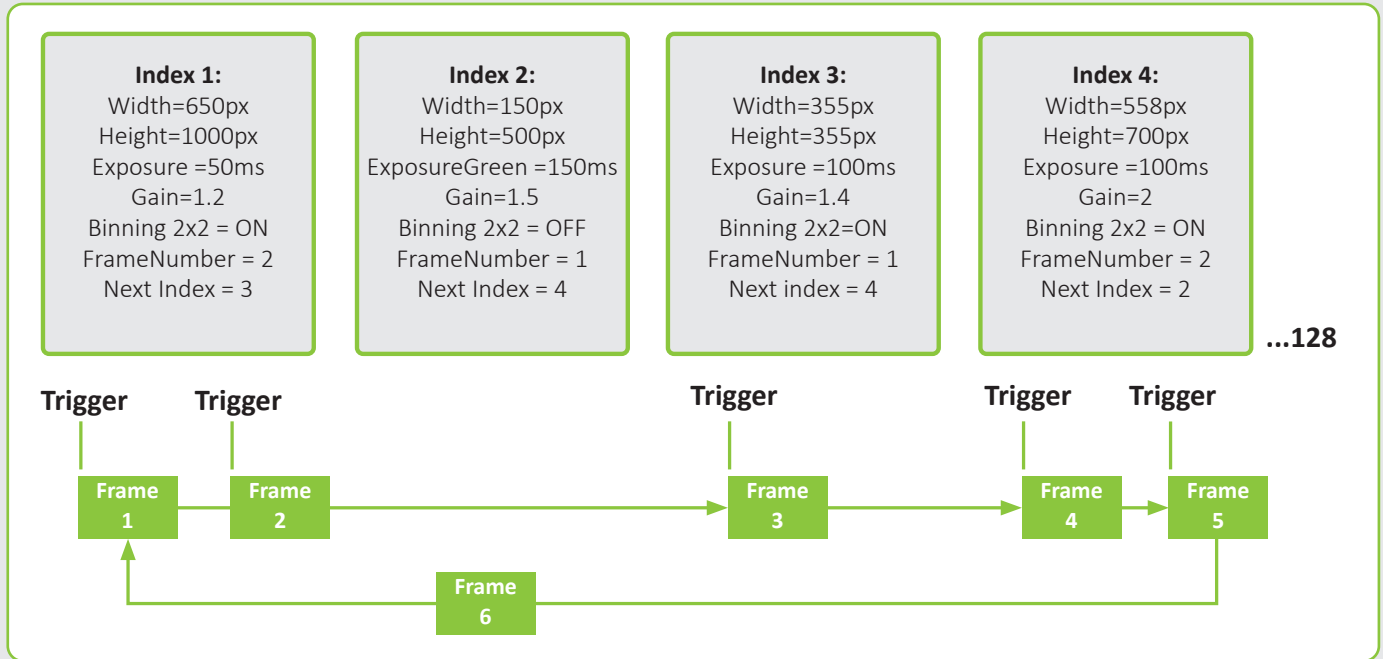 Index 1:
Width=650px
Height=1000px
Exposure =50ms
Gain=1.2
Binning 2x2 = ON
FrameNumber = 2
Next Index = 3
Index 2:
Width=150px
Height=500px
ExposureGreen =150ms
Gain=1.5
Binning 2x2 = OFF
FrameNumber = 1
Next Index = 4
Index 3:
Width=355px
Height=355px
Exposure =100ms
Gain=1.4
Binning 2x2=ON
FrameNumber = 1
Next index = 4
Index 4:
Width=558px
Height=700px
Exposure =100ms
Gain=2
Binning 2x2 = ON
FrameNumber = 2
Next Index = 2
...128
Trigger
Trigger
Trigger
Trigger
Trigger
Frame
1
Frame
2
Frame
3
Frame
4
Frame
5
Frame
6